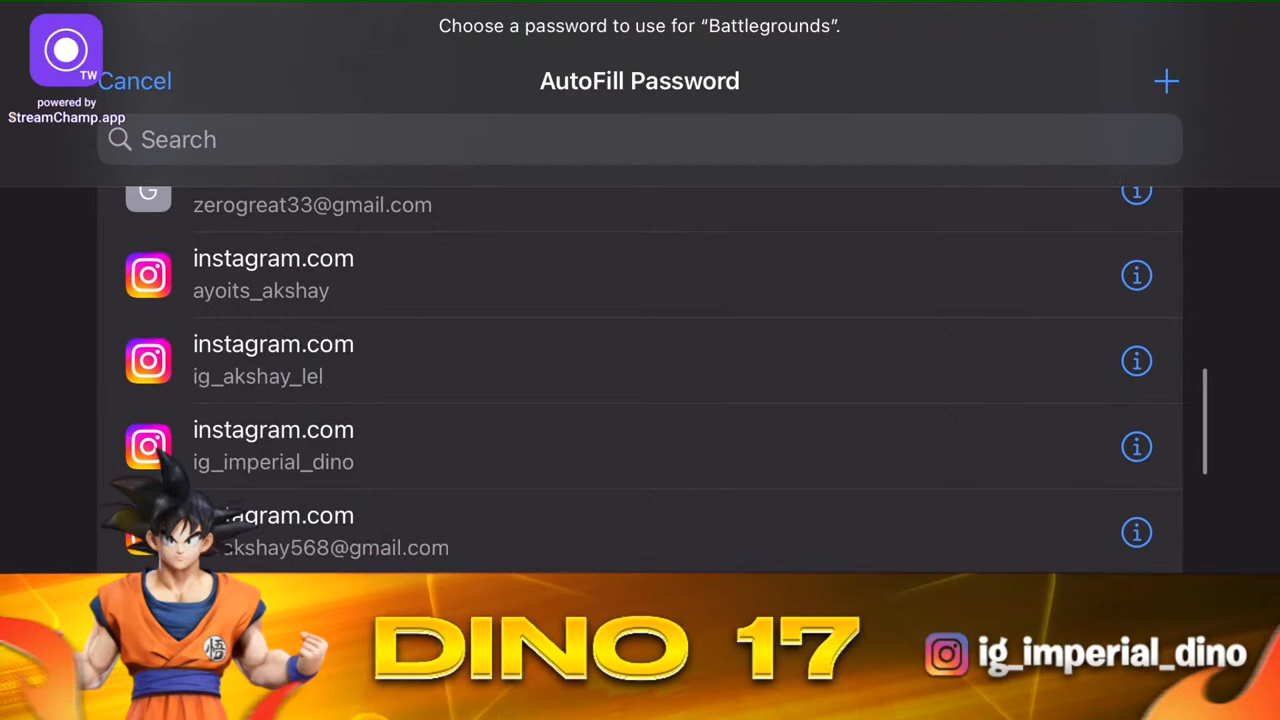 Choose a password to use for “Battlegrounds”.
TW
powered by
StreamChamp.app
Cancel
AutoFill Password
Search
G
zerogreat33@gmail.com
instagram.com
ayoits_akshay
instagram.com
ig_akshay_lel
instagram.com
ig_imperial_dino
agram.com
akshay568@gmail.com
DINO 17
ig_imperial_dino